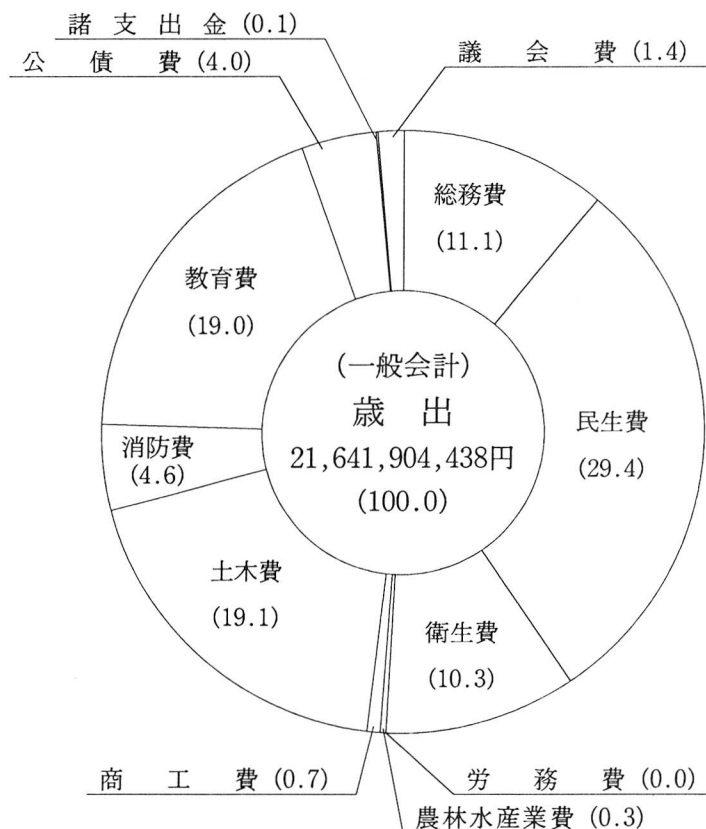 諸支出金 (0.1)
公債費 (4.0)
議会費 (1.4)
総務費
(11.1)
教育費
(19.0)
(一般会計)
歳出
21,641,904,438円
(100.0)
民生費
(29.4)
消防費
(4.6)
土木費
(19.1)
衛生費
(10.3)
商工費 (0.7)
労務費 (0.0)
農林水産業費 (0.3)